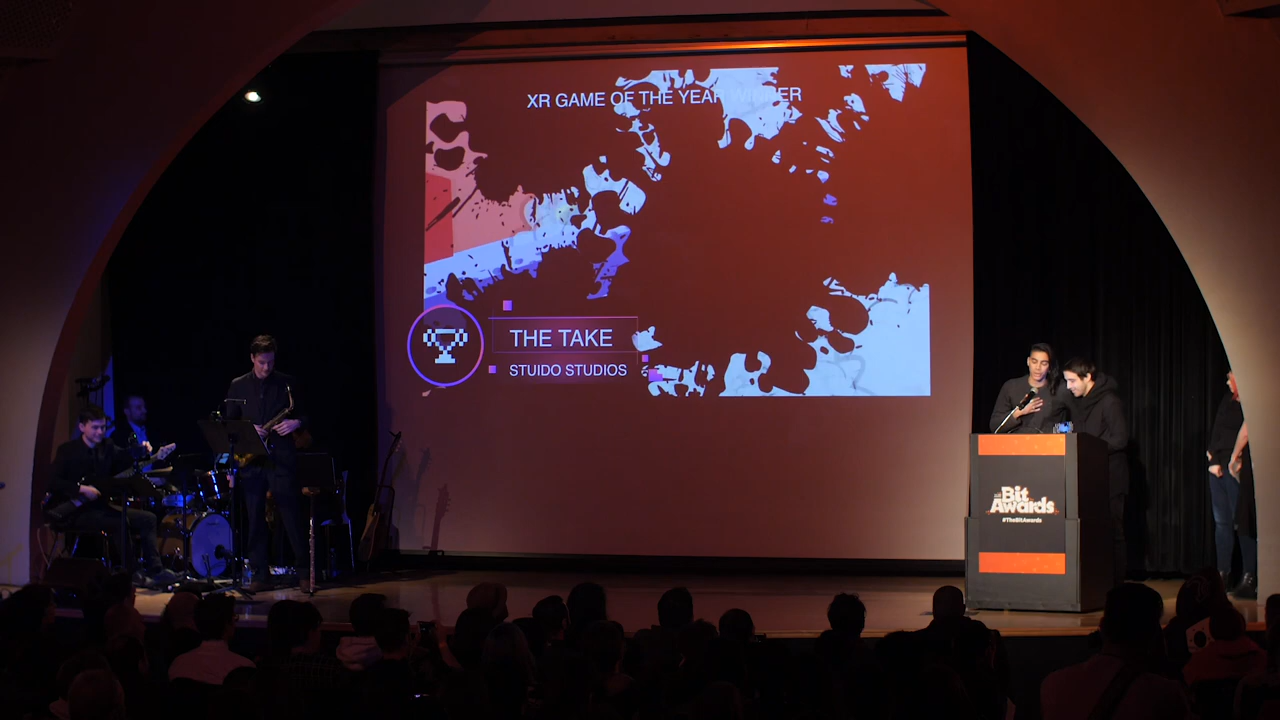 XR GAME OF THE YEAR WINNER
THE TAKE
STUIDO STUDIOS
Bit
Awards
#TheBitAwards